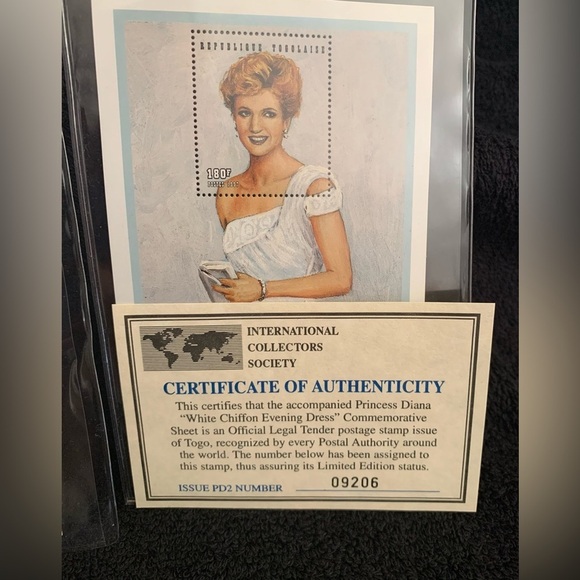 REPUBLIQUE TOGOLAISE
180F
INTERNATIONAL
COLLECTORS
SOCIETY
CERTIFICATE OF AUTHENTICITY
This certifies that the accompanied Princess Diana
“White Chiffon Evening Dress” Commemorative
Sheet is an Official Legal Tender postage stamp issue
of Togo, recognized by every Postal Authority around
the world. The number below has been assigned to
this stamp, thus assuring its Limited Edition status.
ISSUE PD2 NUMBER 09206